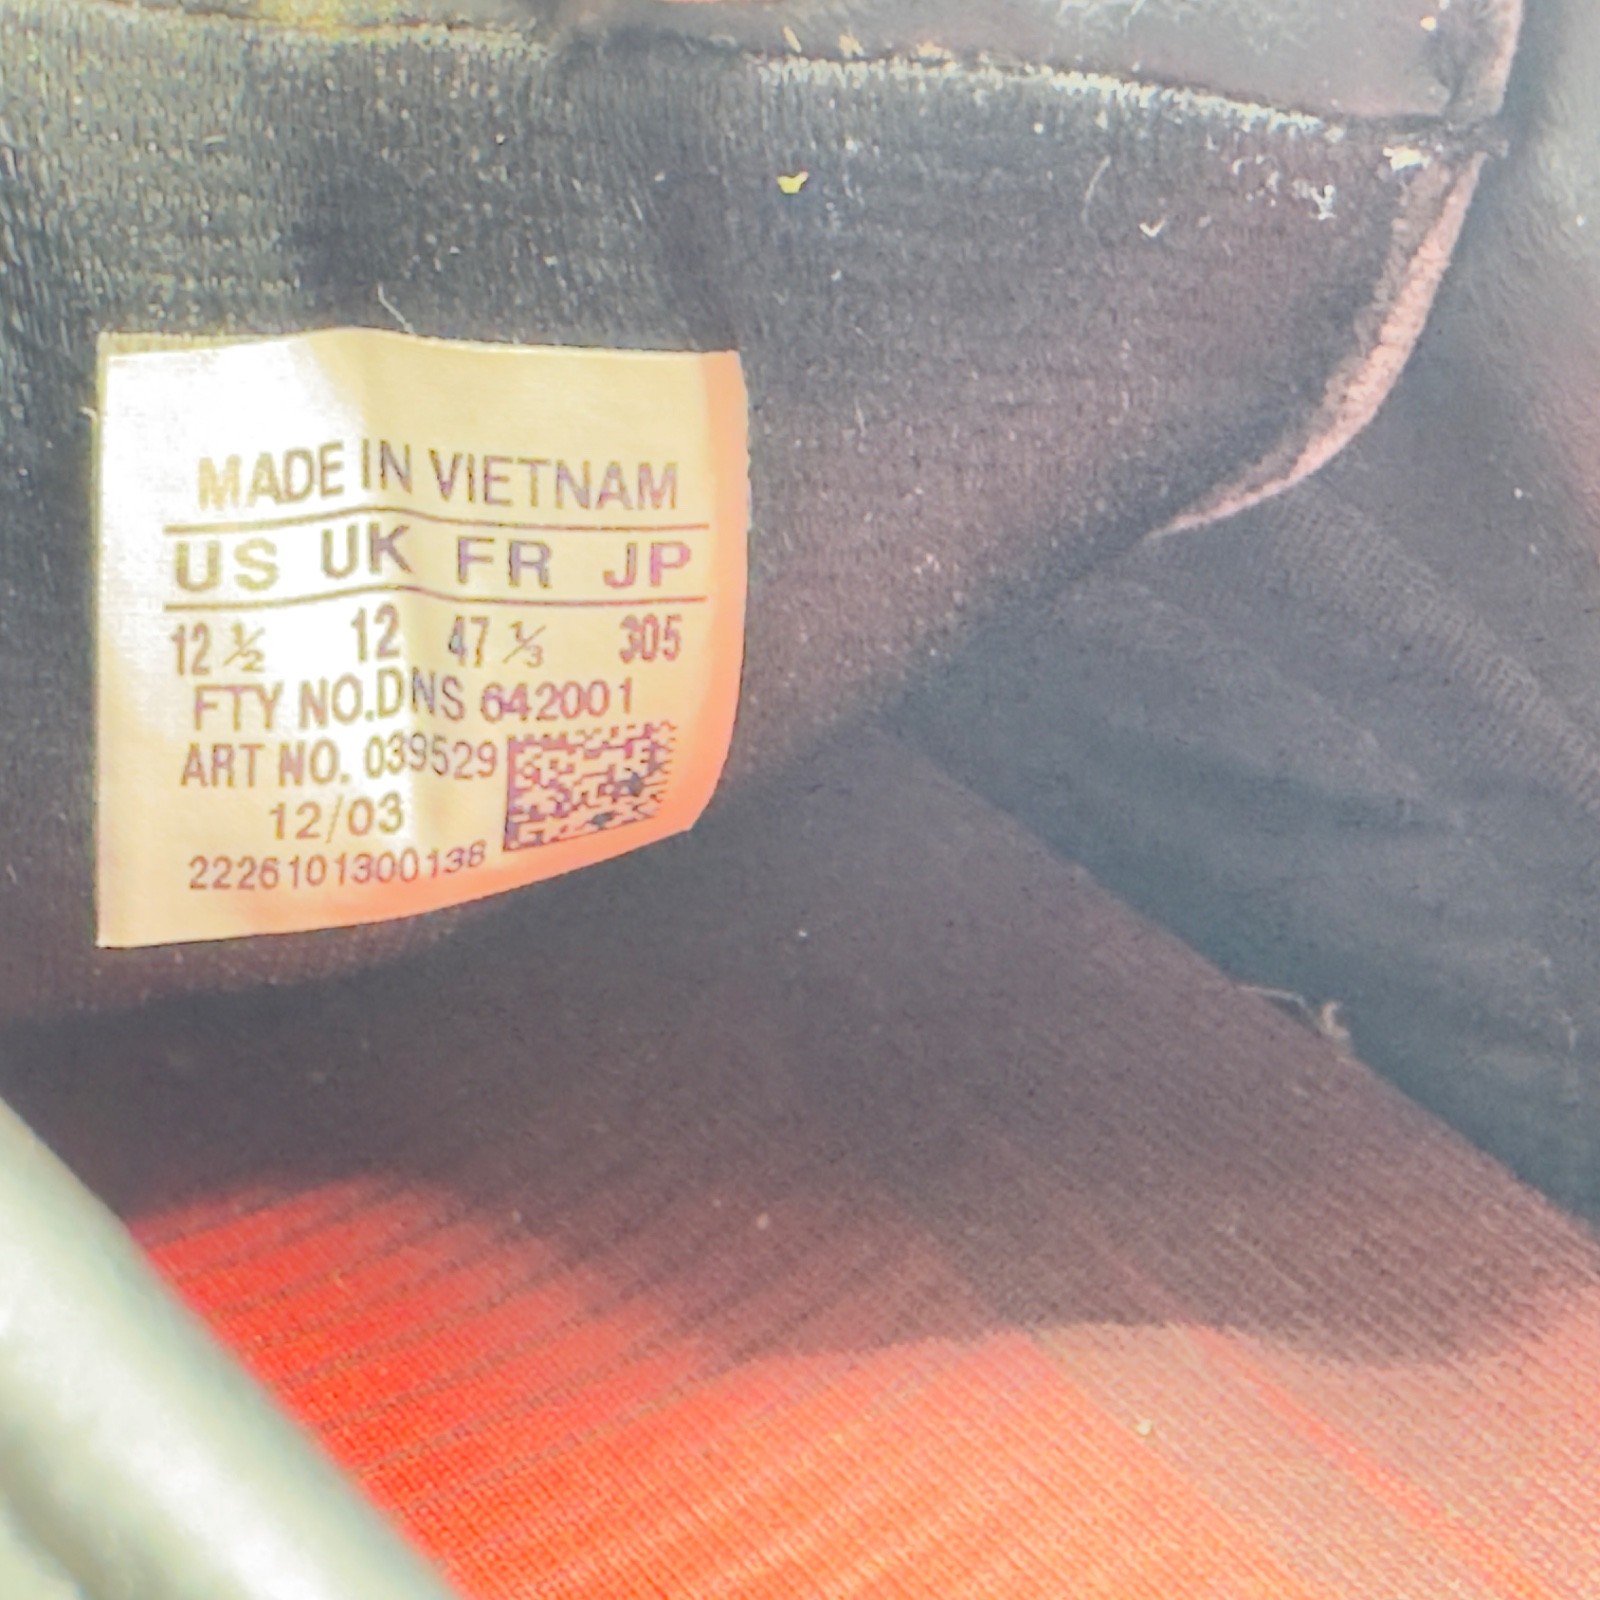 MADE IN VIETNAM
US UK FR JP
12 ½ 12 47 ⅓ 305
FTY NO.DNS 642001
ART NO. 039529
12/03
2226101300138